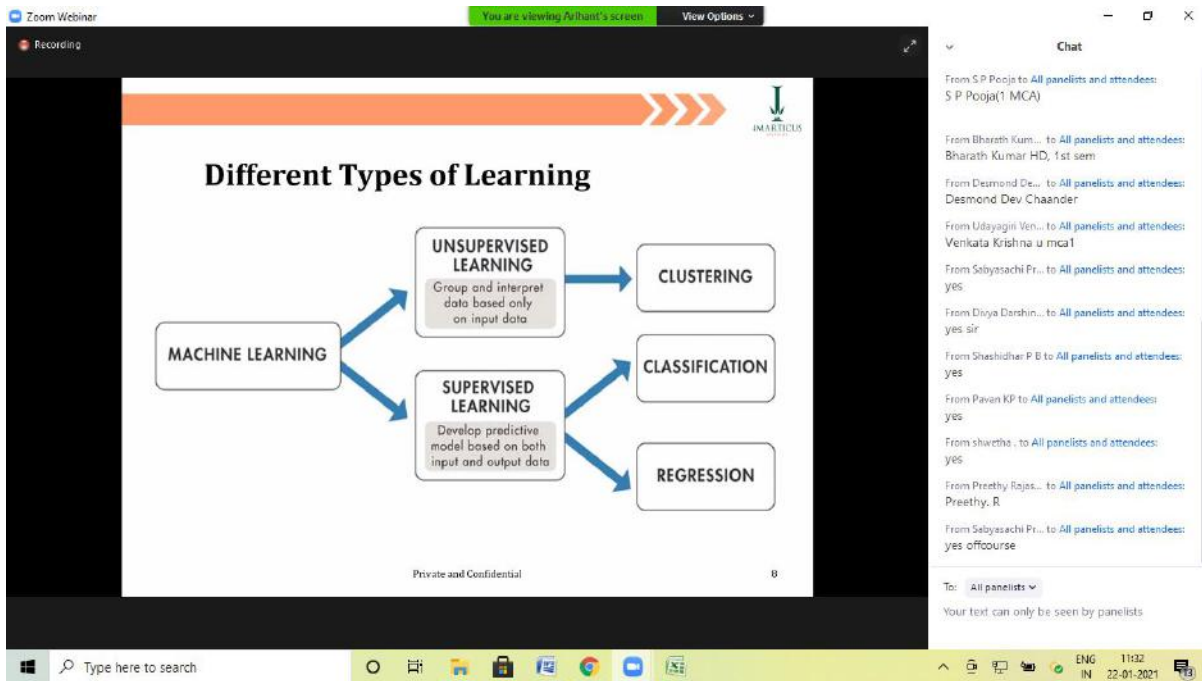 Zoom Webinar
You are viewing Arihant's screen
View Options
Recording
IMARTICUS
Different Types of Learning
MACHINE LEARNING
UNSUPERVISED
LEARNING
Group and interpret
data based only
on input data
CLUSTERING
SUPERVISED
LEARNING
Develop predictive
model based on both
input and output data
CLASSIFICATION
REGRESSION
Private and Confidential
8
Chat
From S P Pooja to All panelists and attendees:
S P Pooja(1 MCA)
From Bharath Kum... to All panelists and attendees:
Bharath Kumar HD, 1st sem
From Desmond De... to All panelists and attendees:
Desmond Dev Chaander
From Udayagiri Ven... to All panelists and attendees:
Venkata Krishna u mca1
From Sabyasachi Pr... to All panelists and attendees:
yes
From Divya Darshin... to All panelists and attendees:
yes sir
From Shashidhar P B to All panelists and attendees:
yes
From Pavan KP to All panelists and attendees:
yes
From shwetha . to All panelists and attendees:
yes
From Preethy Rajas... to All panelists and attendees:
Preethy. R
From Sabyasachi Pr... to All panelists and attendees:
yes offcourse
To: All panelists
Your text can only be seen by panelists
Type here to search
ENG
IN
11:32
22-01-2021
13